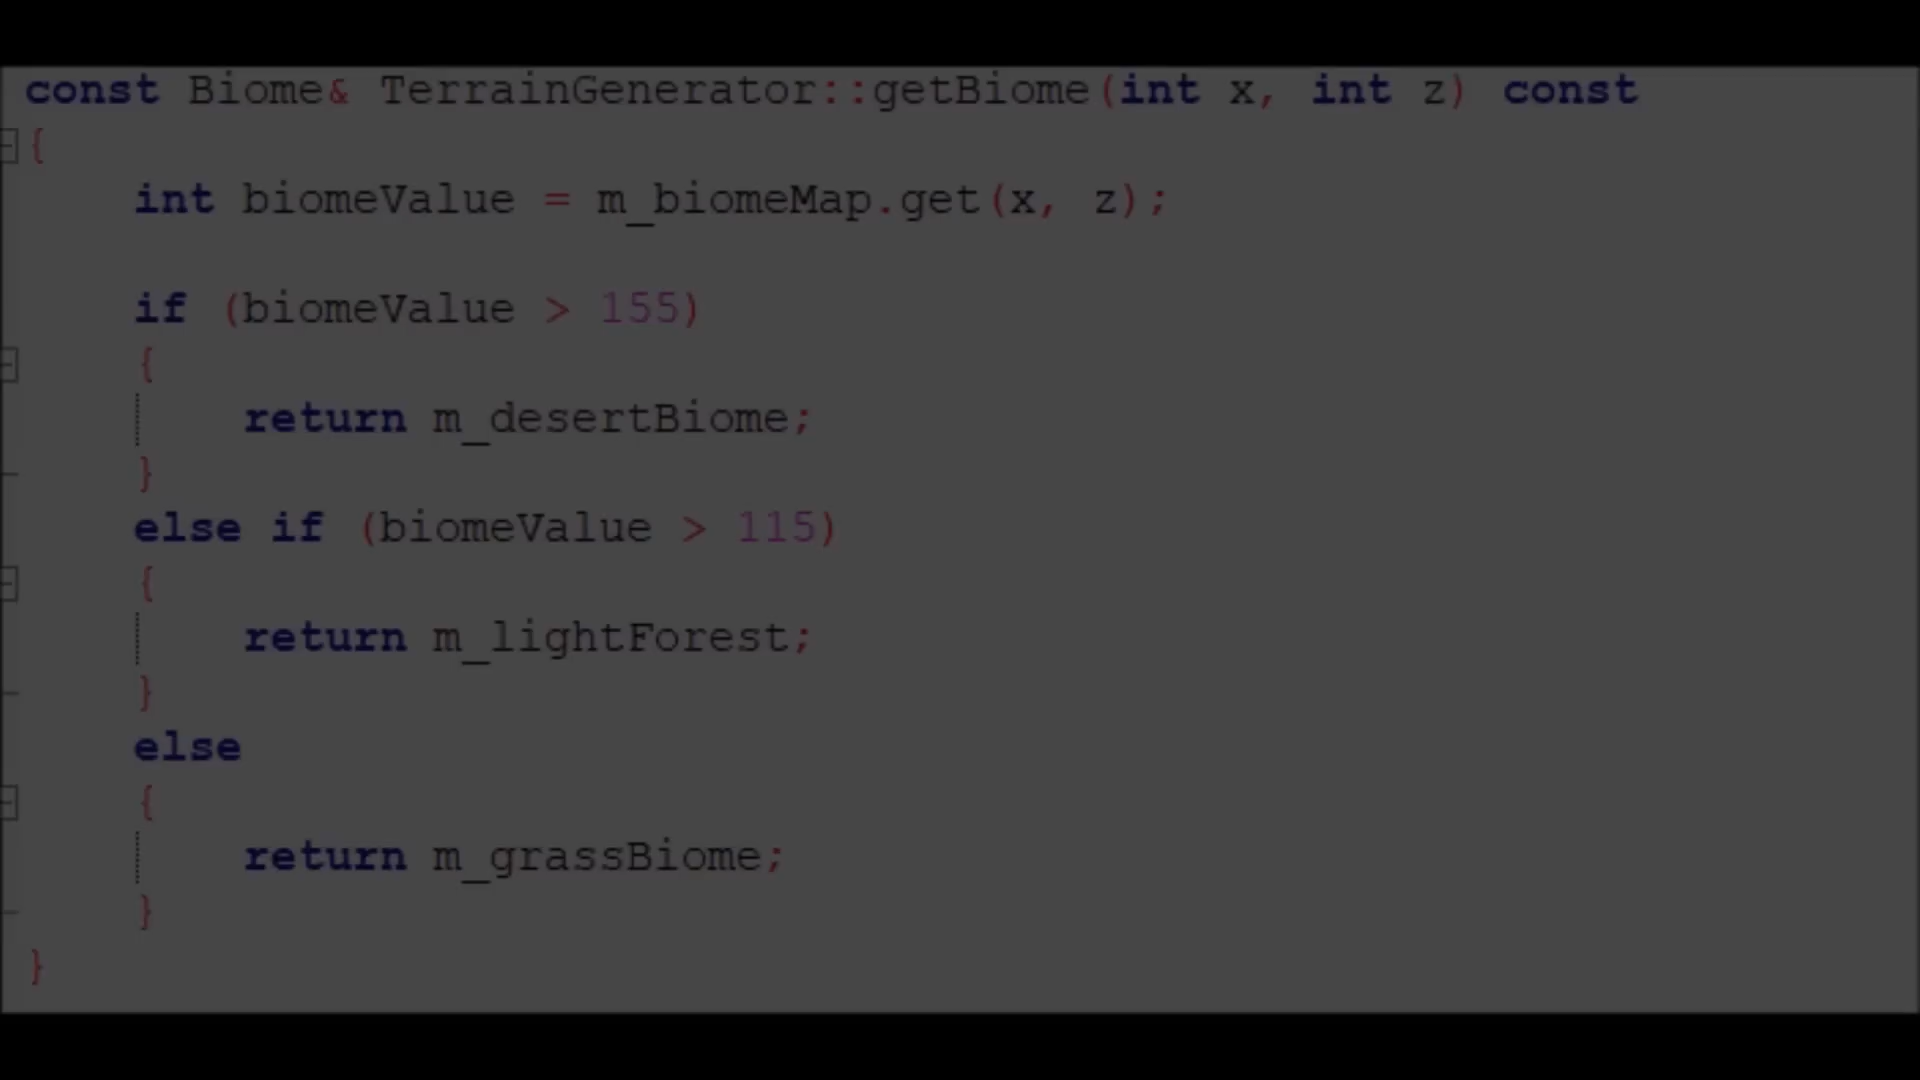 const Biome& TerrainGenerator::getBiome(int x, int z) const
{
    int biomeValue = m_biomeMap.get(x, z);

    if (biomeValue > 155)
    {
        return m_desertBiome;
    }
    else if (biomeValue > 115)
    {
        return m_lightForest;
    }
    else
    {
        return m_grassBiome;
    }
}